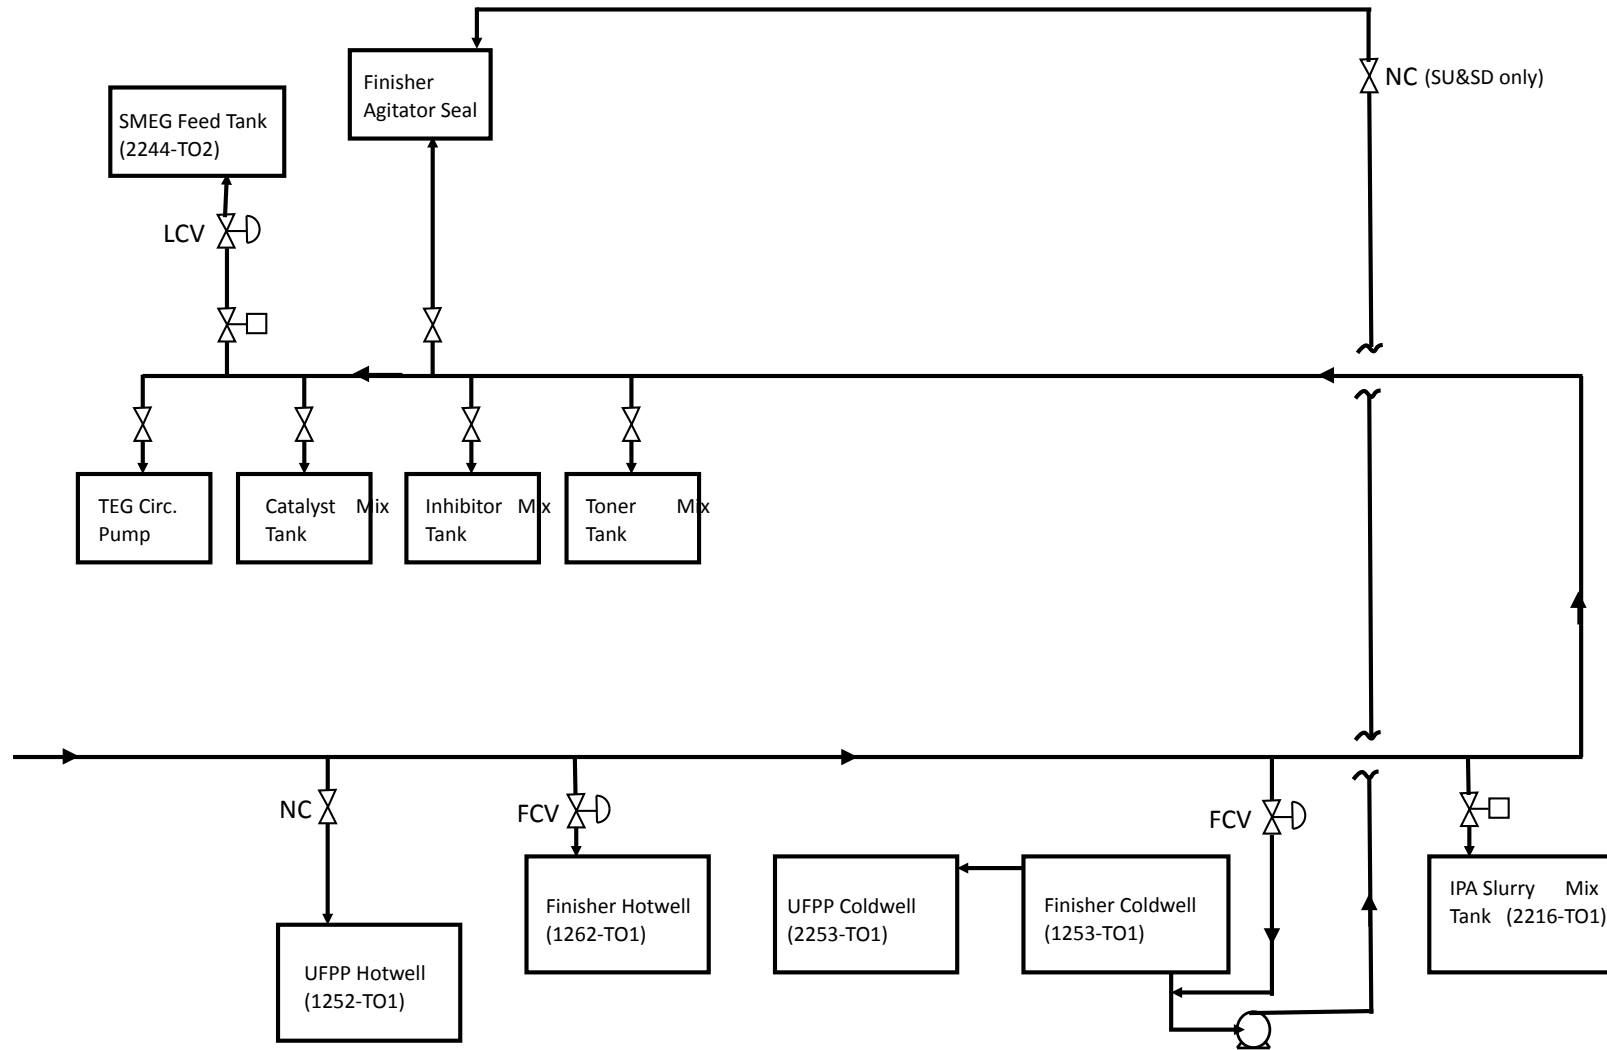 NC (SU&SD only)
Finisher
Agitator Seal
SMEG Feed Tank
(2244-TO2)
LCV
TEG Circ.
Pump
Catalyst Mix
Tank
Inhibitor Mix
Tank
Toner Mix
Tank
NC
FCV
FCV
UFPP Hotwell
(1252-TO1)
Finisher Hotwell
(1262-TO1)
UFPP Coldwell
(2253-TO1)
Finisher Coldwell
(1253-TO1)
IPA Slurry Mix
Tank (2216-TO1)